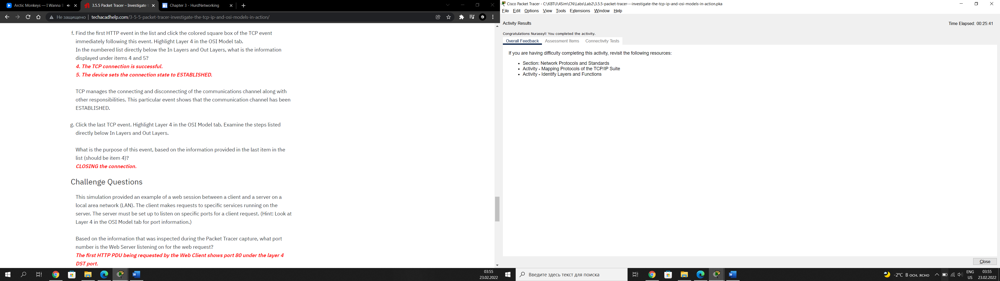 Arctic Monkeys — I Wanna B
3.5.5 Packet Tracer – Investigate t
Chapter 3 - HurdNetworking
Не защищено | techacadhelp.com/3-5-5-packet-tracer-investigate-the-tcp-ip-and-osi-models-in-action/
f. Find the first HTTP event in the list and click the colored square box of the TCP event
immediately following this event. Highlight Layer 4 in the OSI Model tab.
In the numbered list directly below the In Layers and Out Layers, what is the information
displayed under items 4 and 5?
4. The TCP connection is successful.
5. The device sets the connection state to ESTABLISHED.
TCP manages the connecting and disconnecting of the communications channel along with
other responsibilities. This particular event shows that the communication channel has been
ESTABLISHED.
g. Click the last TCP event. Highlight Layer 4 in the OSI Model tab. Examine the steps listed
directly below In Layers and Out Layers.
What is the purpose of this event, based on the information provided in the last item in the
list (should be item 4)?
CLOSING the connection.
Challenge Questions
This simulation provided an example of a web session between a client and a server on a
local area network (LAN). The client makes requests to specific services running on the
server. The server must be set up to listen on specific ports for a client request. (Hint: Look at
Layer 4 in the OSI Model tab for port information.)
Based on the information that was inspected during the Packet Tracer capture, what port
number is the Web Server listening on for the web request?
The first HTTP PDU being requested by the Web Client shows port 80 under the layer 4
DST port.
03:55
23.02.2022
Cisco Packet Tracer - C:\KBTU\4Sim\CN\Labs\Lab2\3.5.5-packet-tracer---investigate-the-tcp-ip-and-osi-models-in-action.pka
File Edit Options View Tools Extensions Window Help
Activity Results
Time Elapsed: 00:25:41
Congratulations Nurassyl! You completed the activity.
Overall Feedback Assessment Items Connectivity Tests
If you are having difficulty completing this activity, revisit the following resources:
• Section: Network Protocols and Standards
• Activity - Mapping Protocols of the TCP/IP Suite
• Activity - Identify Layers and Functions
Close
Введите здесь текст для поиска
-2°C В осн. ясно
ENG
US
03:55
23.02.2022